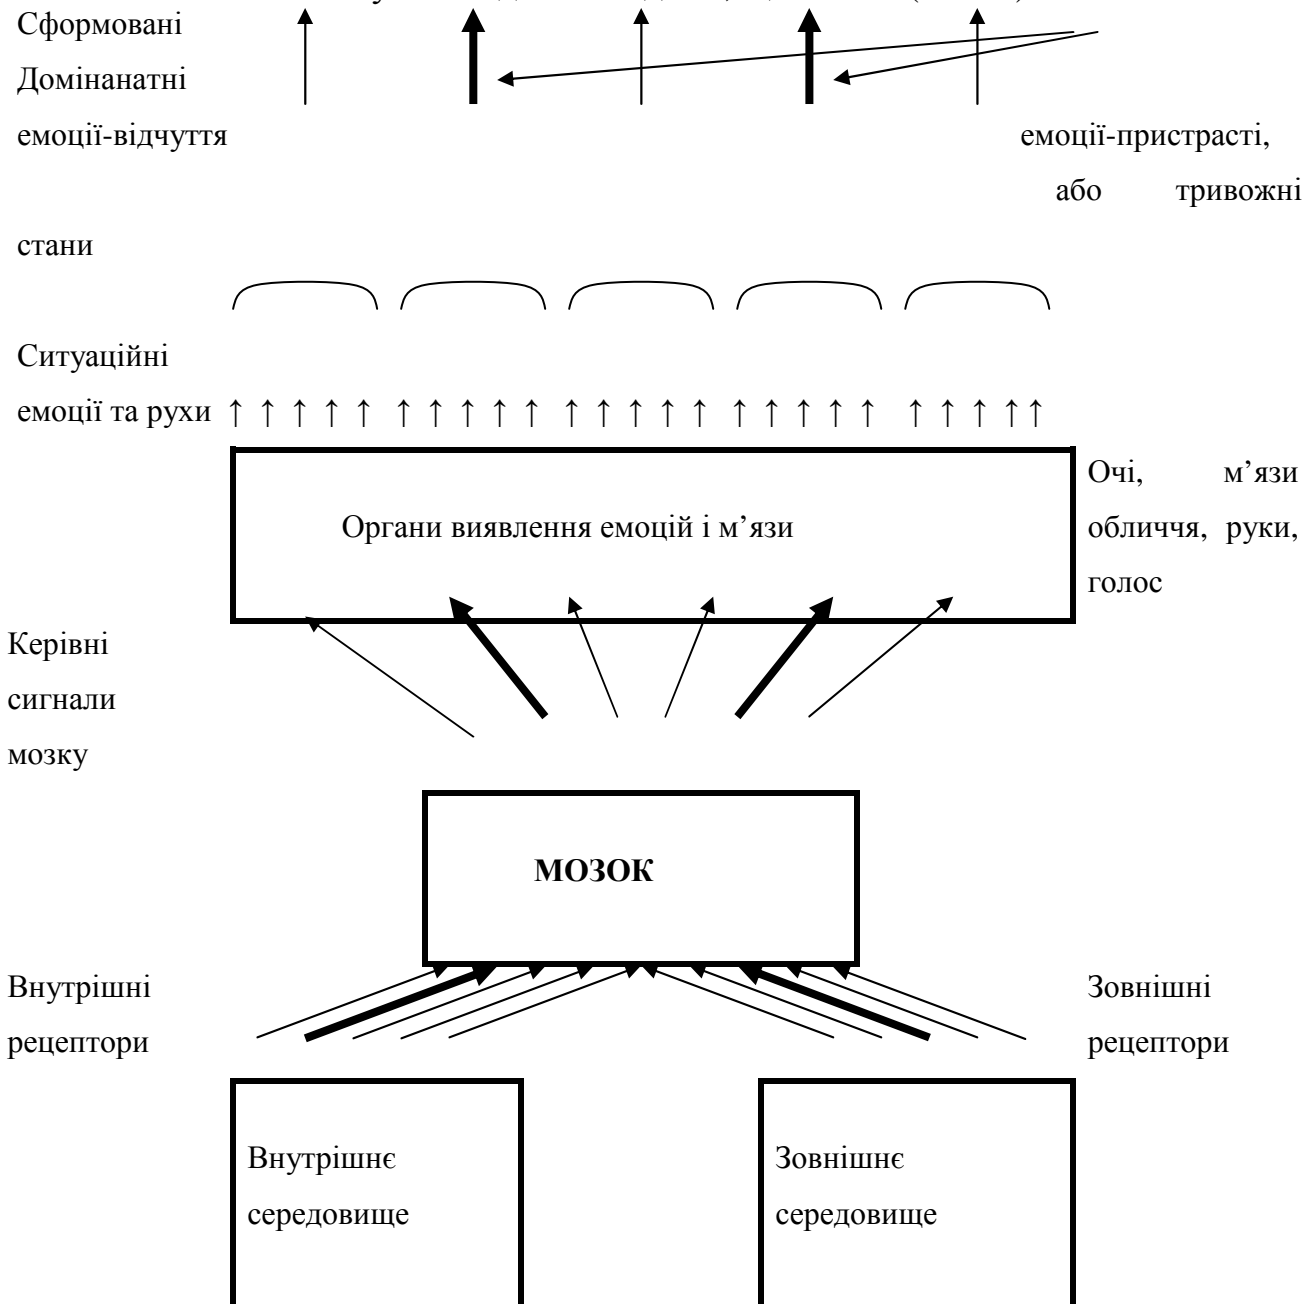 Сформовані
Домінанатні
емоції-відчуття емоції-пристрасті,
або тривожні
стани
Ситуаційні
емоції та рухи ↑ ↑ ↑ ↑ ↑ ↑ ↑ ↑ ↑ ↑ ↑ ↑ ↑ ↑ ↑ ↑ ↑ ↑ ↑ ↑ ↑ ↑ ↑ ↑ ↑
Органи виявлення емоцій і м’язи
Очі, м’язи
обличчя, руки,
голос
Керівні
сигнали
мозку
МОЗОК
Внутрішні
рецептори
Зовнішні
рецептори
Внутрішнє
середовище
Зовнішнє
середовище